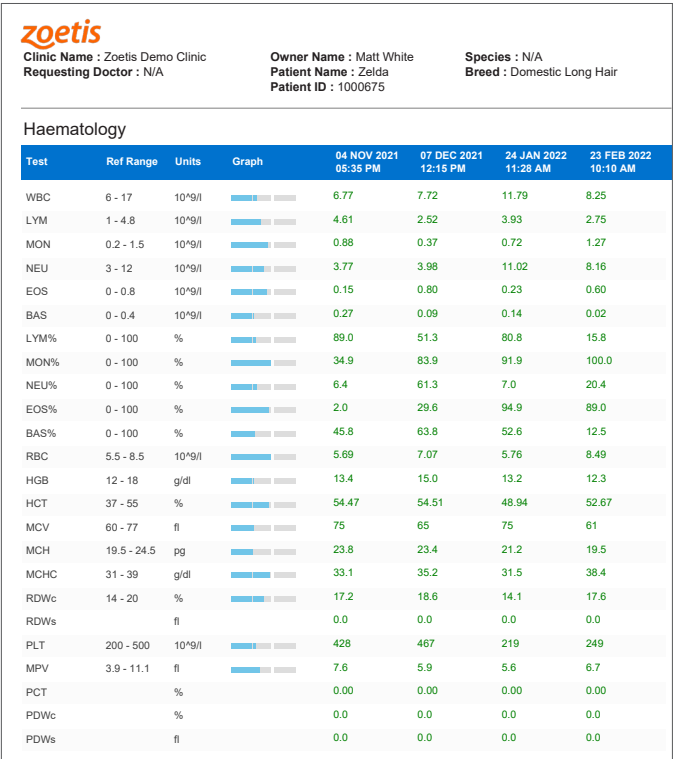 zoetis
Clinic Name : Zoetis Demo Clinic Owner Name : Matt White Species : N/A
Requesting Doctor : N/A Patient Name : Zelda Breed : Domestic Long Hair
Patient ID : 1000675
Haematology
Test Ref Range Units Graph 04 NOV 2021 05:35 PM 07 DEC 2021 12:15 PM 24 JAN 2022 11:28 AM 23 FEB 2022 10:10 AM
WBC 6 - 17 10^9/l 6.77 7.72 11.79 8.25
LYM 1 - 4.8 10^9/l 4.61 2.52 3.93 2.75
MON 0.2 - 1.5 10^9/l 0.88 0.37 0.72 1.27
NEU 3 - 12 10^9/l 3.77 3.98 11.02 8.16
EOS 0 - 0.8 10^9/l 0.15 0.80 0.23 0.60
BAS 0 - 0.4 10^9/l 0.27 0.09 0.14 0.02
LYM% 0 - 100 % 89.0 51.3 80.8 15.8
MON% 0 - 100 % 34.9 83.9 91.9 100.0
NEU% 0 - 100 % 6.4 61.3 7.0 20.4
EOS% 0 - 100 % 2.0 29.6 94.9 89.0
BAS% 0 - 100 % 45.8 63.8 52.6 12.5
RBC 5.5 - 8.5 10^9/l 5.69 7.07 5.76 8.49
HGB 12 - 18 g/dl 13.4 15.0 13.2 12.3
HCT 37 - 55 % 54.47 54.51 48.94 52.67
MCV 60 - 77 fl 75 65 75 61
MCH 19.5 - 24.5 pg 23.8 23.4 21.2 19.5
MCHC 31 - 39 g/dl 33.1 35.2 31.5 38.4
RDWc 14 - 20 % 17.2 18.6 14.1 17.6
RDWs fl 0.0 0.0 0.0 0.0
PLT 200 - 500 10^9/l 428 467 219 249
MPV 3.9 - 11.1 fl 7.6 5.9 5.6 6.7
PCT % 0.00 0.00 0.00 0.00
PDWc % 0.0 0.0 0.0 0.0
PDWs fl 0.0 0.0 0.0 0.0